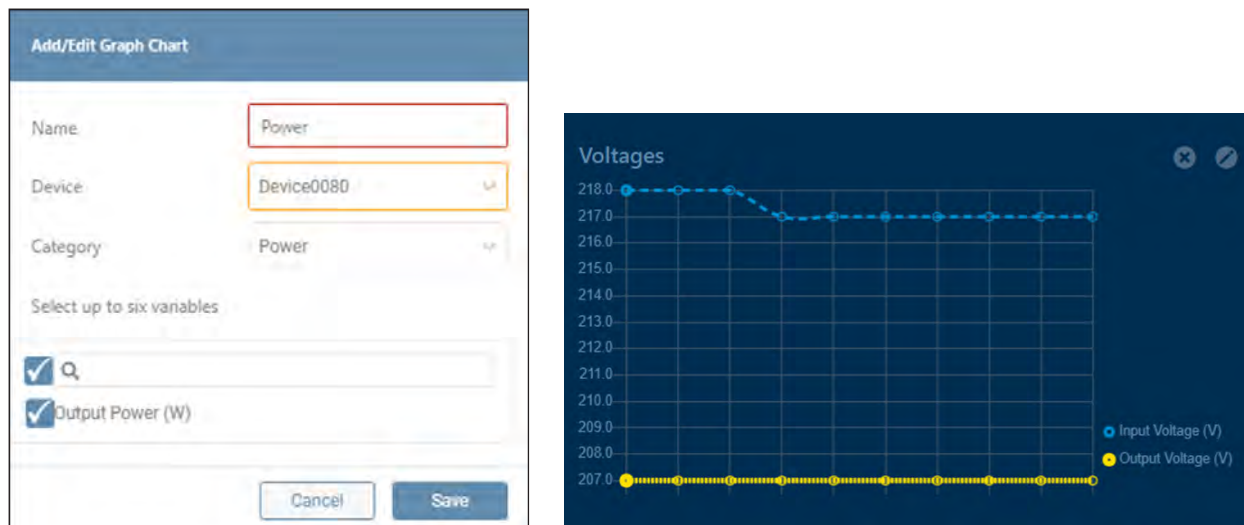 Add/Edit Graph Chart
Name Power
Device Device0080
Category Power
Select up to six variables
Output Power (W)
Cancel Save
Voltages
218.0
217.0
216.0
215.0
214.0
213.0
212.0
211.0
210.0
209.0
208.0
207.0
Input Voltage (V)
Output Voltage (V)